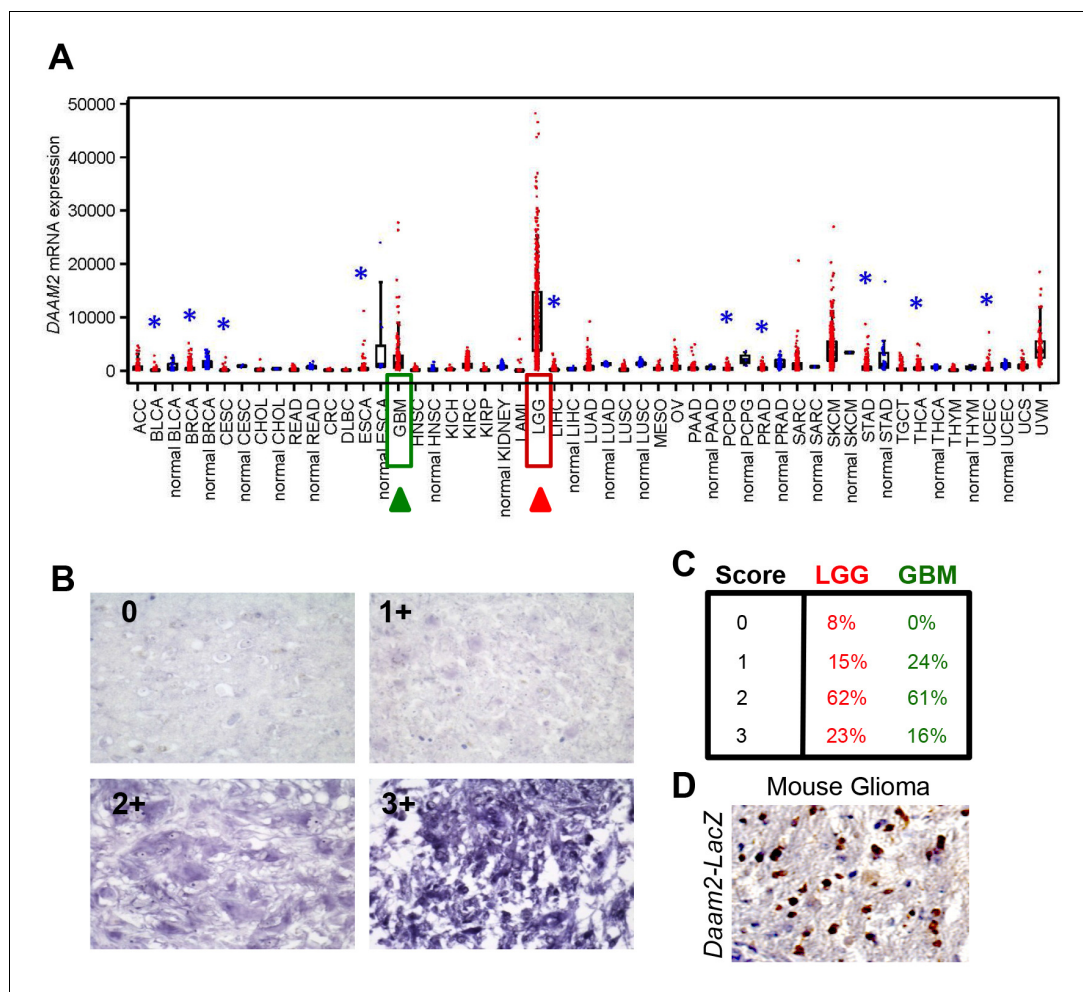 A
DAAM2 mRNA expression
50000
40000
30000
20000
10000
0
* * * * * * * * * *
ACC
BLCA
normal BLCA
BRCA
normal BRCA
CESC
normal CESC
CHOL
normal CHOL
READ
normal READ
CRC
DLBC
ESCA
normal ESCA
GBM
HNSC
normal HNSC
KICH
KIRC
KIRP
normal KIDNEY
LAML
LGG
LIHC
normal LIHC
LUAD
normal LUAD
LUSC
normal LUSC
MESO
OV
PAAD
normal PAAD
PCPG
normal PCPG
PRAD
normal PRAD
SARC
normal SARC
SKCM
normal SKCM
STAD
normal STAD
TGCT
THCA
normal THCA
THYM
normal THYM
UCEC
normal UCEC
UCS
UVM
B
0
1+
2+
3+
C
Score LGG GBM
0 8% 0%
1 15% 24%
2 62% 61%
3 23% 16%
D
Mouse Glioma
Daam2-LacZ